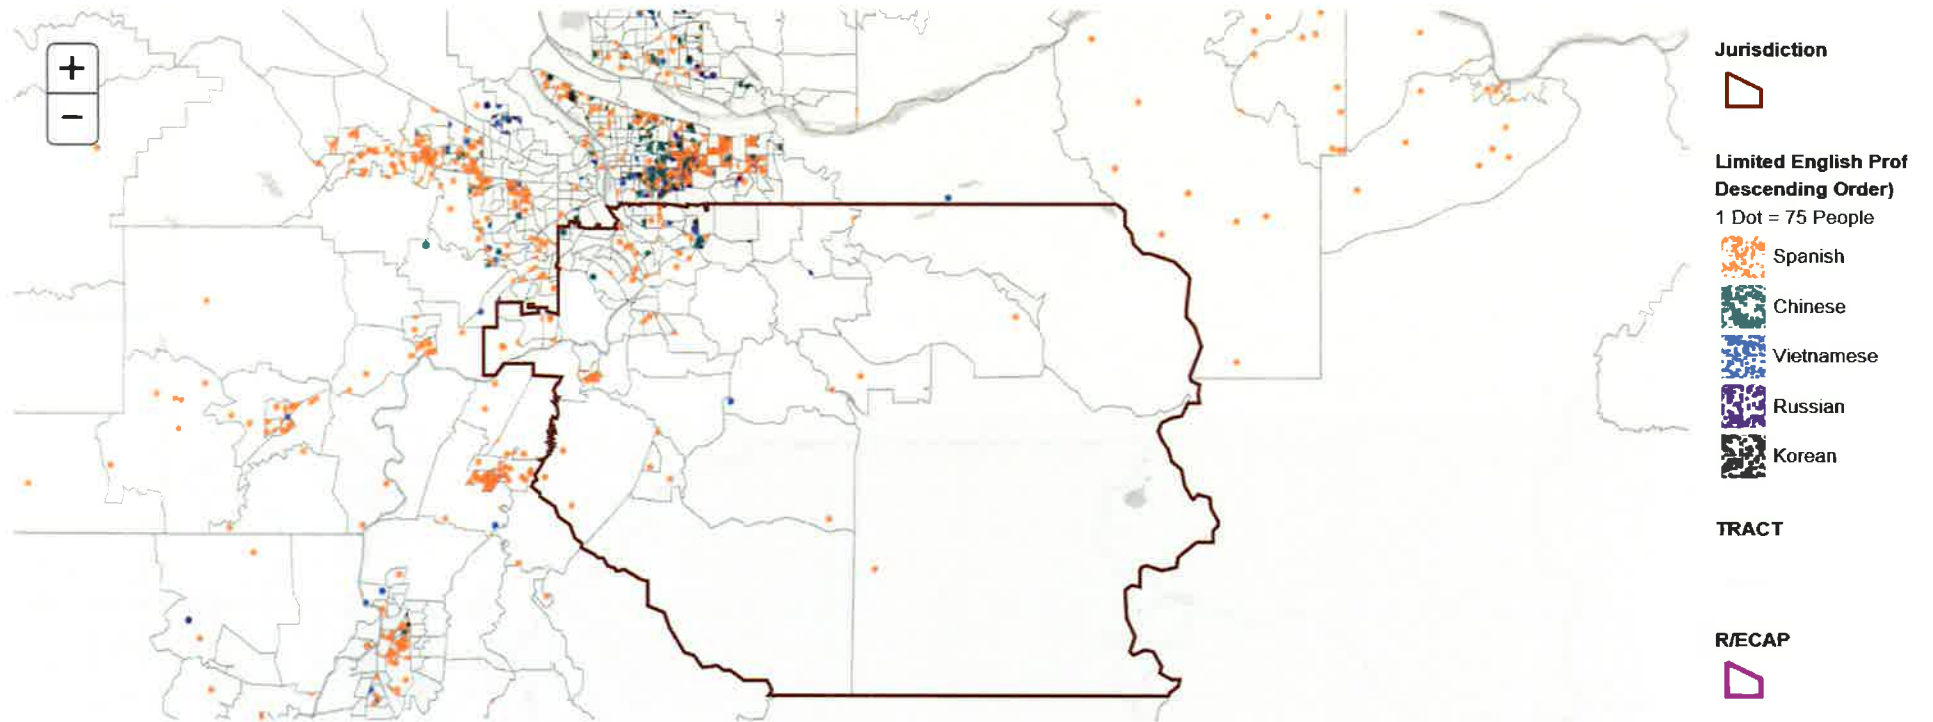 +
−
Jurisdiction
Limited English Prof
Descending Order)
1 Dot = 75 People
Spanish
Chinese
Vietnamese
Russian
Korean
TRACT
R/ECAP